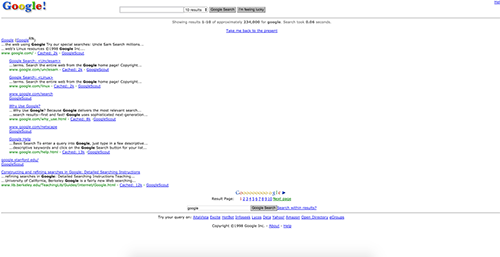 Google!
Hel
10 results Google Search I'm feeling lucky
Showing results 1-10 of approximately 234,000 for google. Search took 0.06 seconds.
Take me back to the present
Google (Google™)
... the web using Google Try our special searches: Uncle Sam Search millions...
... web's Linux resources ©1998 Google Inc...
www.google.com/ - Cached: 2k - GoogleScout
Google Search: <Uncleşam>
... terms. Search the entire web from the Google home page! Copyright...
www.google.com/unclesam - Cached: 2k - GoogleScout
Google Search: <Linux>
... terms. Search the entire web from the Google home page! Copyright...
www.google.com/linux - Cached: 2k - GoogleScout
www.google.com/search
GoogleScout
Why Use Google?
... Why Use Google? Because Google delivers the most relevant search...
... search results--first and fast! Google uses sophisticated next-generation...
www.google.com/why_use.html - Cached: 9k - GoogleScout
www.google.com/netscape
GoogleScout
Google Help
... Basic Search To enter a query into Google, just type in a few descriptive...
...descriptive keywords and click on the Google Search button for your list...
www.google.com/help.html - Cached: 13k - GoogleScout
google.stanford.edu/
GoogleScout
Constructing and refining searches in Google: Detailed Searching Instructions
... refining searches in Google: Detailed Searching Instructions Teaching...
...University of California, Berkeley Google is a fairly new Web searching...
www.lib.berkeley.edu/TeachingLib/Guides/Internet/Google.html - Cached: 12k - GoogleScout
Goooooooooogle
Result Page: 1 2 3 4 5 6 7 8 9 10 Next page
google Google Search Search within results?
Try your query on: AltaVista Excite HotBot Infoseek Lycos Deja Yahoo! Amazon Open Directory eGroups
Copyright ©1998 Google Inc. - About - Help